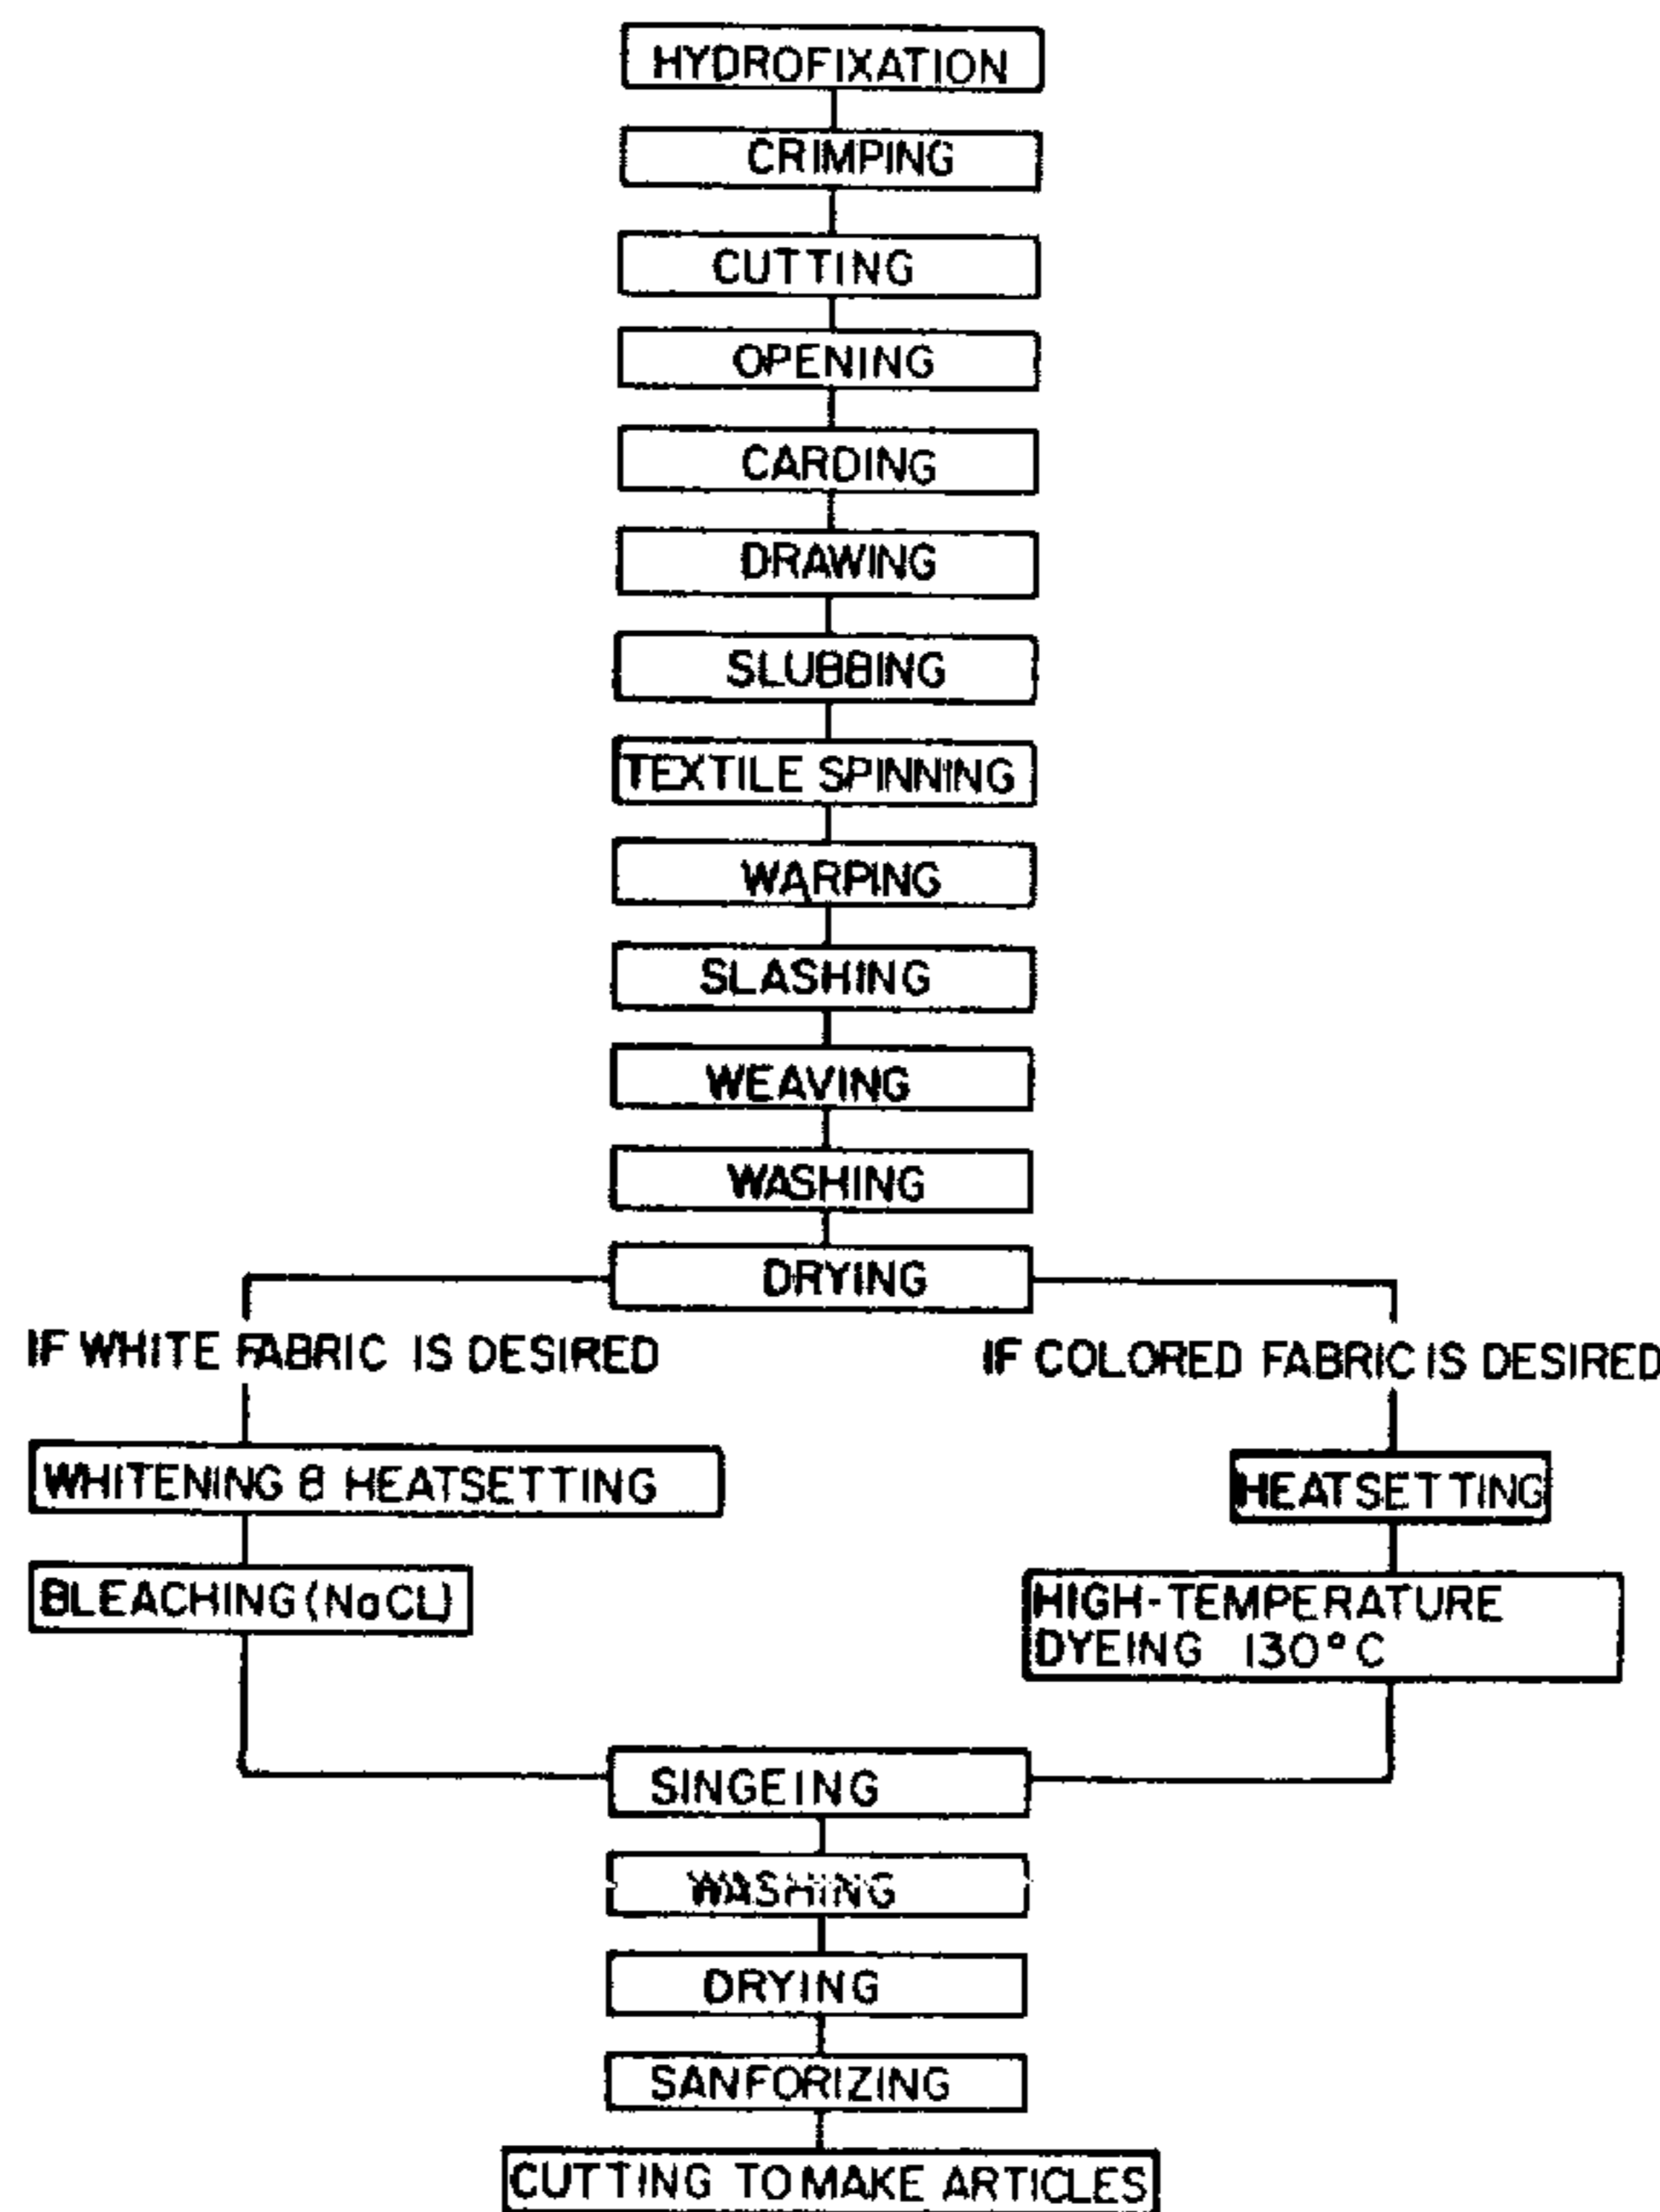 HYDROFIXATION
CRIMPING
CUTTING
OPENING
CARDING
DRAWING
SLUBBING
TEXTILE SPINNING
WARPING
SLASHING
WEAVING
WASHING
DRYING
IF WHITE FABRIC IS DESIRED
IF COLORED FABRIC IS DESIRED
WHITENING & HEATSETTING
HEATSETTING
BLEACHING (NaCL)
HIGH-TEMPERATURE
DYEING 130°C
SINGEING
WASHING
DRYING
SANFORIZING
CUTTING TO MAKE ARTICLES